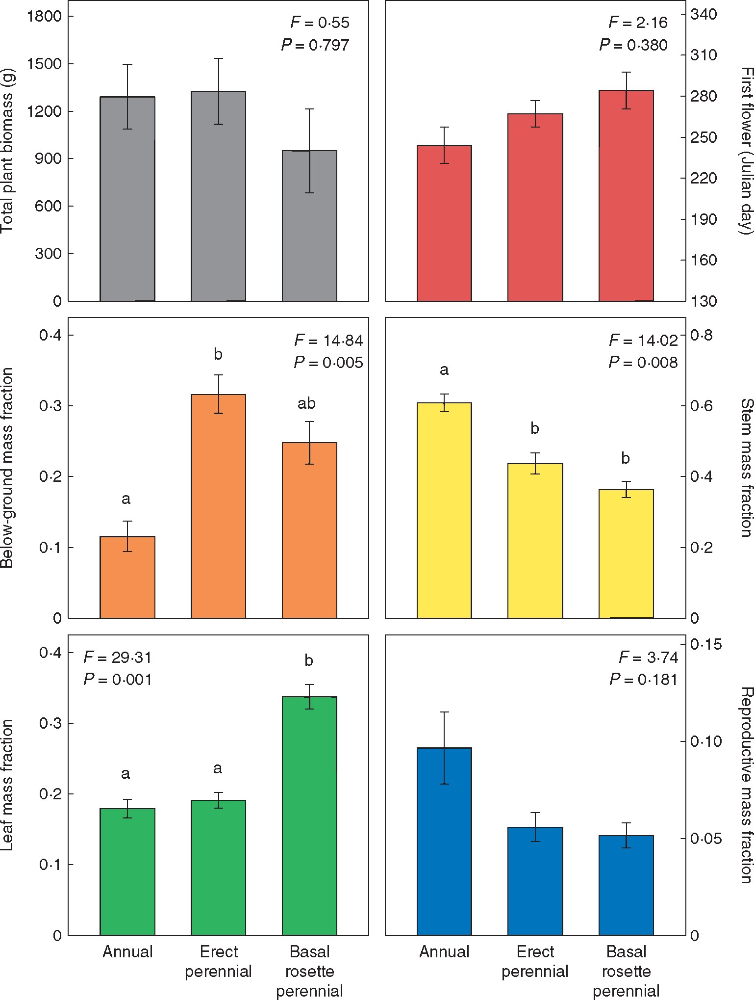 Total plant biomass (g)
1800
1500
1200
900
600
300
0
F = 0·55
P = 0·797
F = 2·16
P = 0·380
340
310
280
250
220
190
160
130
First flower (Julian day)
Below-ground mass fraction
0·4
0·3
0·2
0·1
0
a
b
ab
F = 14·84
P = 0·005
a
b
b
F = 14·02
P = 0·008
0·8
0·6
0·4
0·2
0
Stem mass fraction
Leaf mass fraction
0·4
0·3
0·2
0·1
0
F = 29·31
P = 0·001
a
a
b
F = 3·74
P = 0·181
0·15
0·10
0·05
0
Reproductive mass fraction
Annual
Erect
perennial
Basal
rosette
perennial
Annual
Erect
perennial
Basal
rosette
perennial